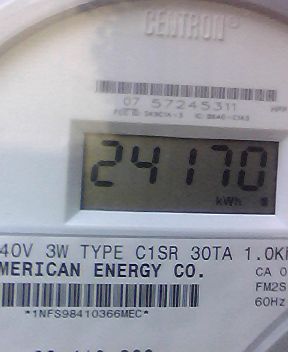 CENTRON®
07 57245311
24170
kWh
40V 3W TYPE C1SR 30TA 1.0K
MERICAN ENERGY CO. CA 0
FM2S
60Hz
*1NFS98410366MEC*